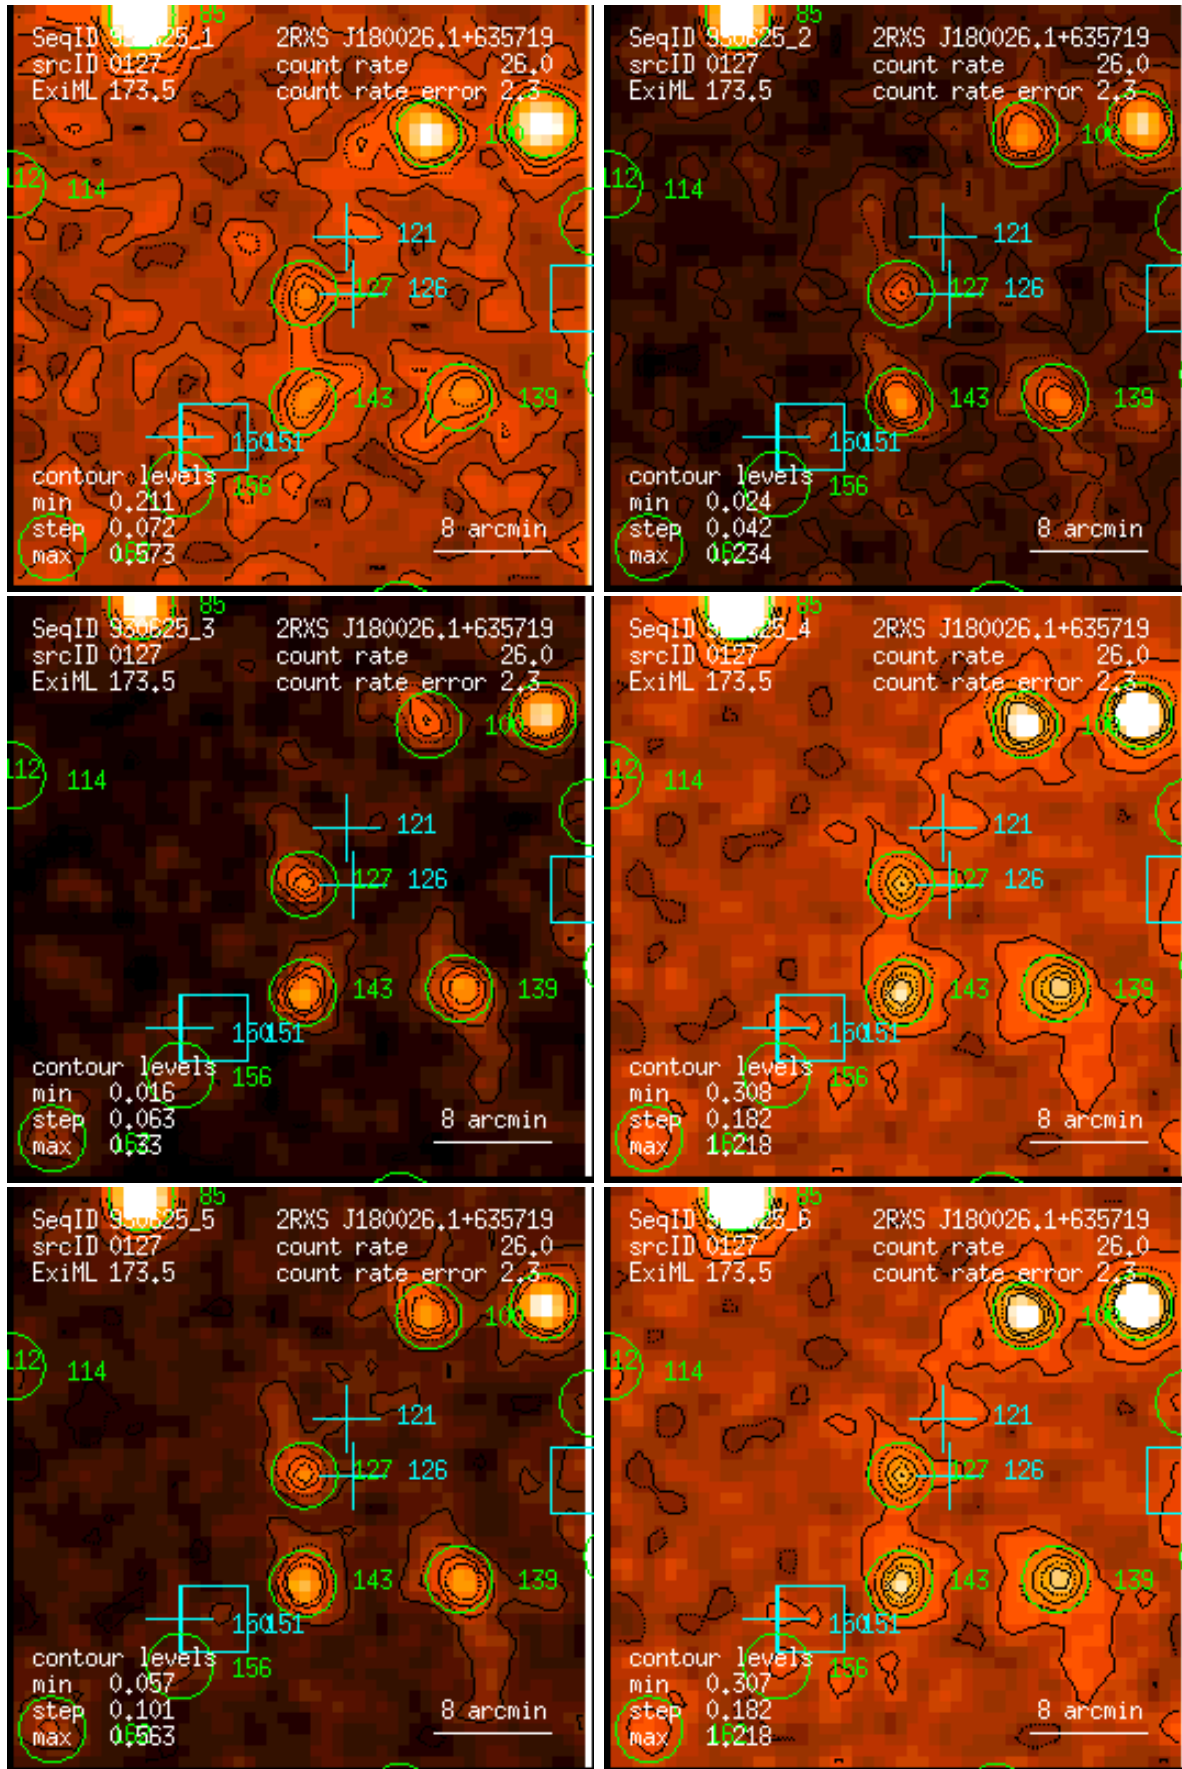 85
SeqID 930625_1 2RXS J180026.1+635719
srcID 0127 count rate 26.0
ExiML 173.5 count rate error 2.3
100
112 114
121
127 126
143 139
150 151
contour levels
156
min 0.211
step 0.072 8 arcmin
max 0.573
85
SeqID 930625_2 2RXS J180026.1+635719
srcID 0127 count rate 26.0
ExiML 173.5 count rate error 2.3
100
112 114
121
127 126
143 139
150 151
contour levels
156
min 0.024
step 0.042 8 arcmin
max 0.234
85
SeqID 930625_3 2RXS J180026.1+635719
srcID 0127 count rate 26.0
ExiML 173.5 count rate error 2.3
100
112 114
121
127 126
143 139
150 151
contour levels
156
min 0.016
step 0.063 8 arcmin
max 0.33
85
SeqID 930625_4 2RXS J180026.1+635719
srcID 0127 count rate 26.0
ExiML 173.5 count rate error 2.3
100
112 114
121
127 126
143 139
150 151
contour levels
156
min 0.308
step 0.182 8 arcmin
max 1.218
85
SeqID 930625_5 2RXS J180026.1+635719
srcID 0127 count rate 26.0
ExiML 173.5 count rate error 2.3
100
112 114
121
127 126
143 139
150 151
contour levels
156
min 0.057
step 0.101 8 arcmin
max 0.563
85
SeqID 930625_6 2RXS J180026.1+635719
srcID 0127 count rate 26.0
ExiML 173.5 count rate error 2.3
100
112 114
121
127 126
143 139
150 151
contour levels
156
min 0.307
step 0.182 8 arcmin
max 1.218